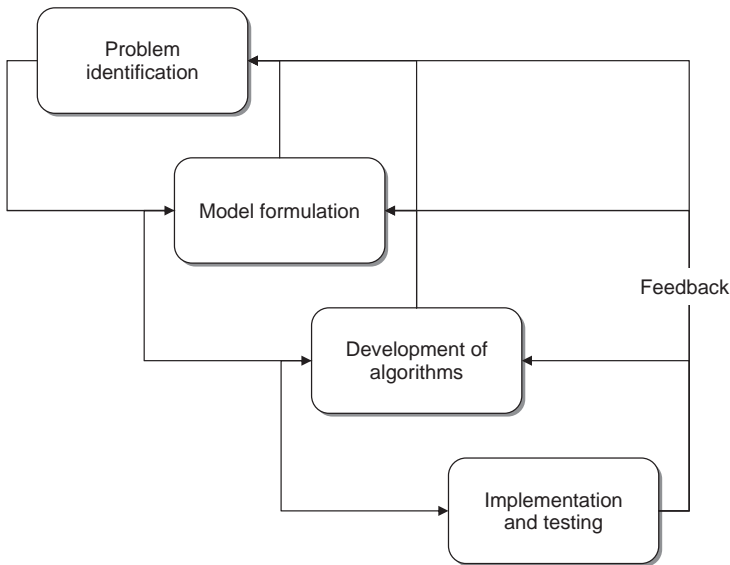 Problem
identification
Model formulation
Feedback
Development of
algorithms
Implementation
and testing